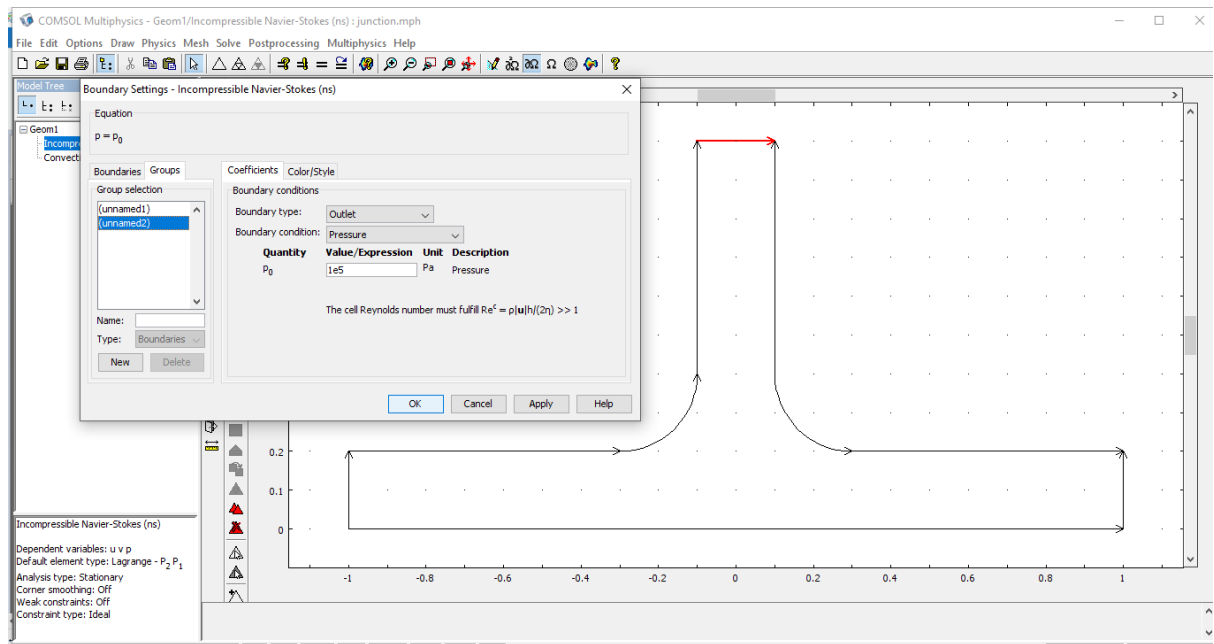 COMSOL Multiphysics - Geom1/Incompressible Navier-Stokes (ns) : junction.mph
File Edit Options Draw Physics Mesh Solve Postprocessing Multiphysics Help
Model Tree
Geom1
Incompr
Convect
Boundary Settings - Incompressible Navier-Stokes (ns)
Equation
p = p₀
Boundaries Groups
Group selection
(unnamed1)
(unnamed2)
Name:
Type: Boundaries
New Delete
Coefficients Color/Style
Boundary conditions
Boundary type: Outlet
Boundary condition: Pressure
Quantity Value/Expression Unit Description
p₀ 1e5 Pa Pressure
The cell Reynolds number must fulfill Reᶜ = ρ|u|h/(2η) >> 1
OK Cancel Apply Help
0.2
0.1
0
-1 -0.8 -0.6 -0.4 -0.2 0 0.2 0.4 0.6 0.8 1
Incompressible Navier-Stokes (ns)
Dependent variables: u v p
Default element type: Lagrange - P₂ P₁
Analysis type: Stationary
Corner smoothing: Off
Weak constraints: Off
Constraint type: Ideal